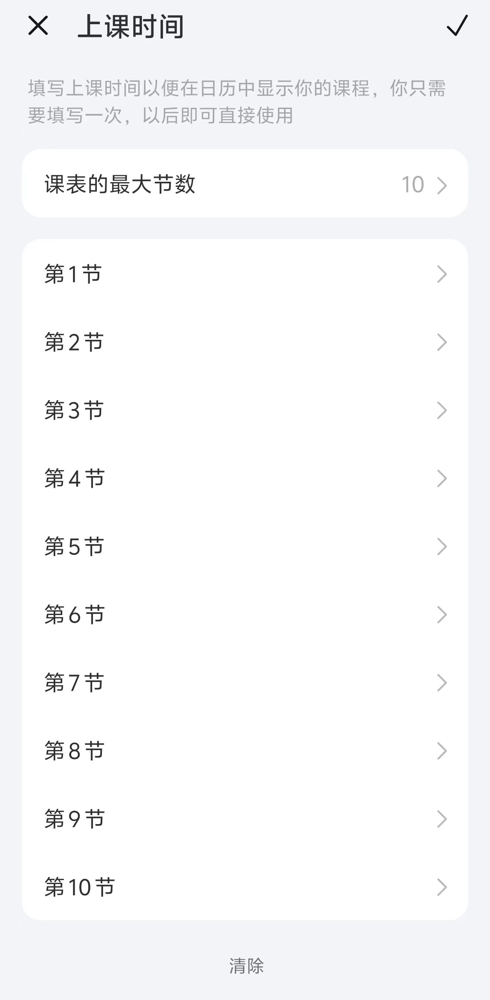 上课时间
填写上课时间以便在日历中显示你的课程，你只需
要填写一次，以后即可直接使用
课表的最大节数 10
第1节
第2节
第3节
第4节
第5节
第6节
第7节
第8节
第9节
第10节
清除